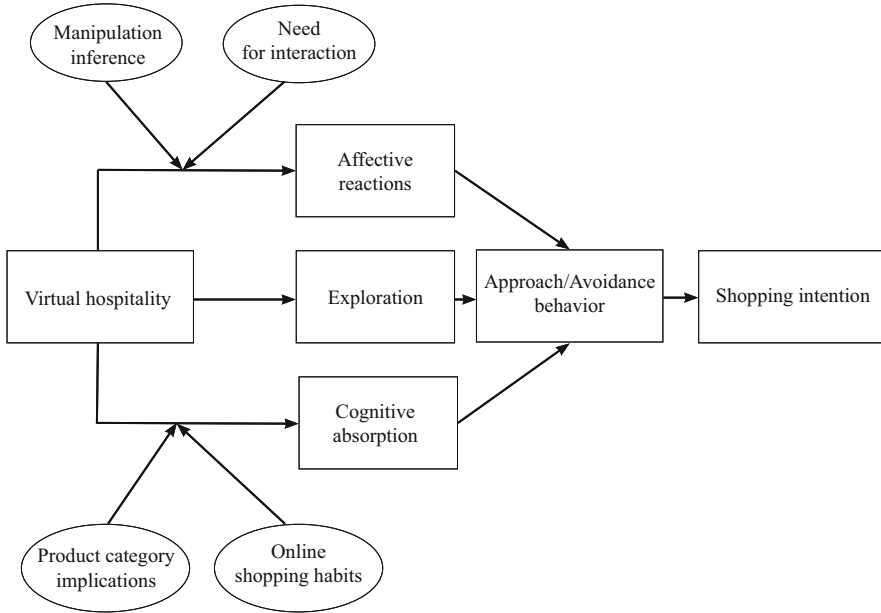 Manipulation
inference
Need
for interaction
Affective
reactions
Virtual hospitality
Exploration
Approach/Avoidance
behavior
Shopping intention
Cognitive
absorption
Product category
implications
Online
shopping habits